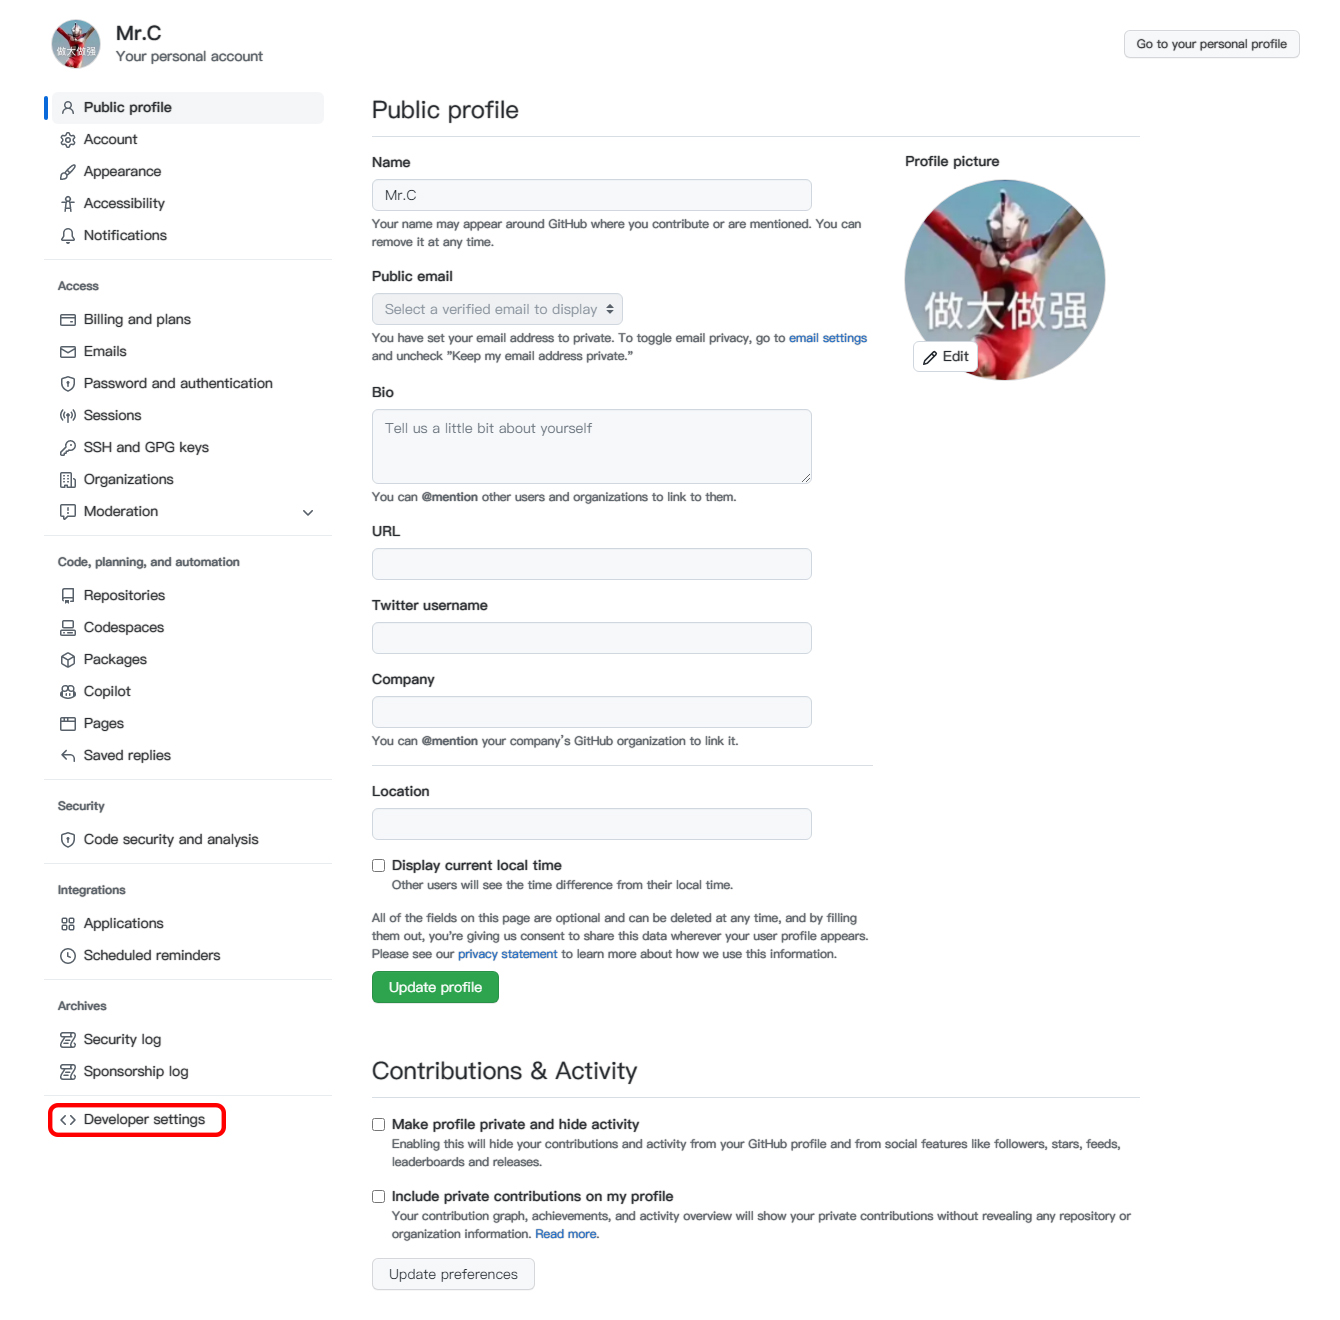 Mr.C
Your personal account
做大做强
Go to your personal profile
Public profile
Account
Appearance
Accessibility
Notifications
Access
Billing and plans
Emails
Password and authentication
Sessions
SSH and GPG keys
Organizations
Moderation
Code, planning, and automation
Repositories
Codespaces
Packages
Copilot
Pages
Saved replies
Security
Code security and analysis
Integrations
Applications
Scheduled reminders
Archives
Security log
Sponsorship log
Developer settings
Public profile
Name
Mr.C
Your name may appear around GitHub where you contribute or are mentioned. You can
remove it at any time.
Public email
Select a verified email to display
You have set your email address to private. To toggle email privacy, go to email settings
and uncheck "Keep my email address private."
Bio
Tell us a little bit about yourself
You can @mention other users and organizations to link to them.
URL
Twitter username
Company
You can @mention your company's GitHub organization to link it.
Location
Display current local time
Other users will see the time difference from their local time.
All of the fields on this page are optional and can be deleted at any time, and by filling
them out, you're giving us consent to share this data wherever your user profile appears.
Please see our privacy statement to learn more about how we use this information.
Update profile
Profile picture
做大做强
Edit
Contributions & Activity
Make profile private and hide activity
Enabling this will hide your contributions and activity from your GitHub profile and from social features like followers, stars, feeds,
leaderboards and releases.
Include private contributions on my profile
Your contribution graph, achievements, and activity overview will show your private contributions without revealing any repository or
organization information. Read more.
Update preferences